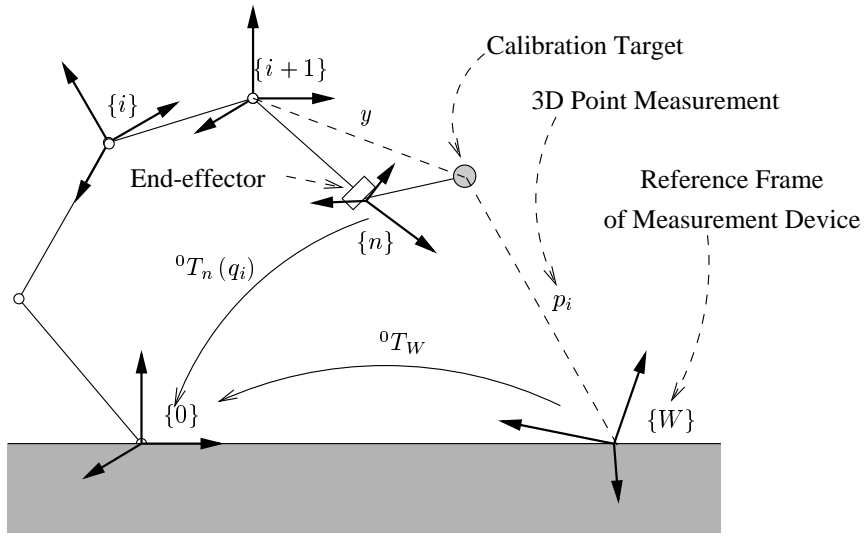 Calibration Target
{i + 1}
{i}
3D Point Measurement
y
End-effector
Reference Frame
of Measurement Device
{n}
⁰Tₙ (qᵢ)
pᵢ
⁰T_W
{0}
{W}